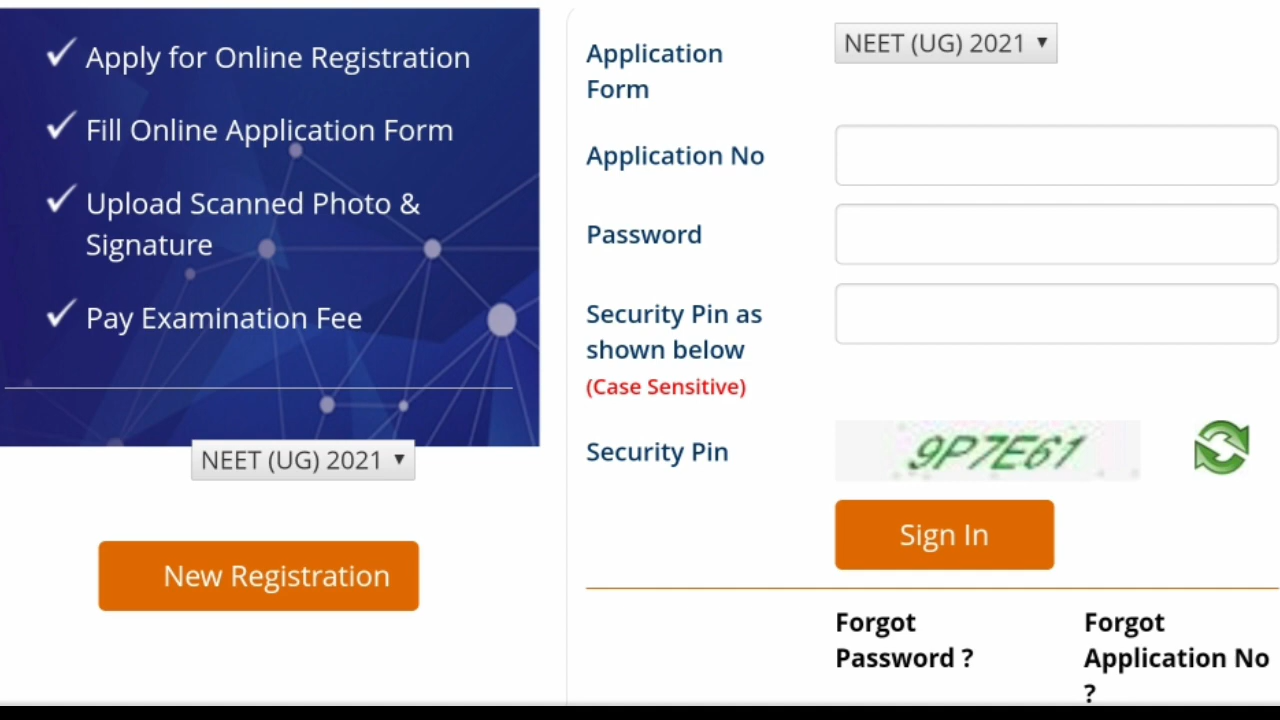 Apply for Online Registration
Fill Online Application Form
Upload Scanned Photo &
Signature
Pay Examination Fee
NEET (UG) 2021
New Registration
Application
Form
NEET (UG) 2021
Application No
Password
Security Pin as
shown below
(Case Sensitive)
Security Pin
9P7E61
Sign In
Forgot
Password ?
Forgot
Application No
?